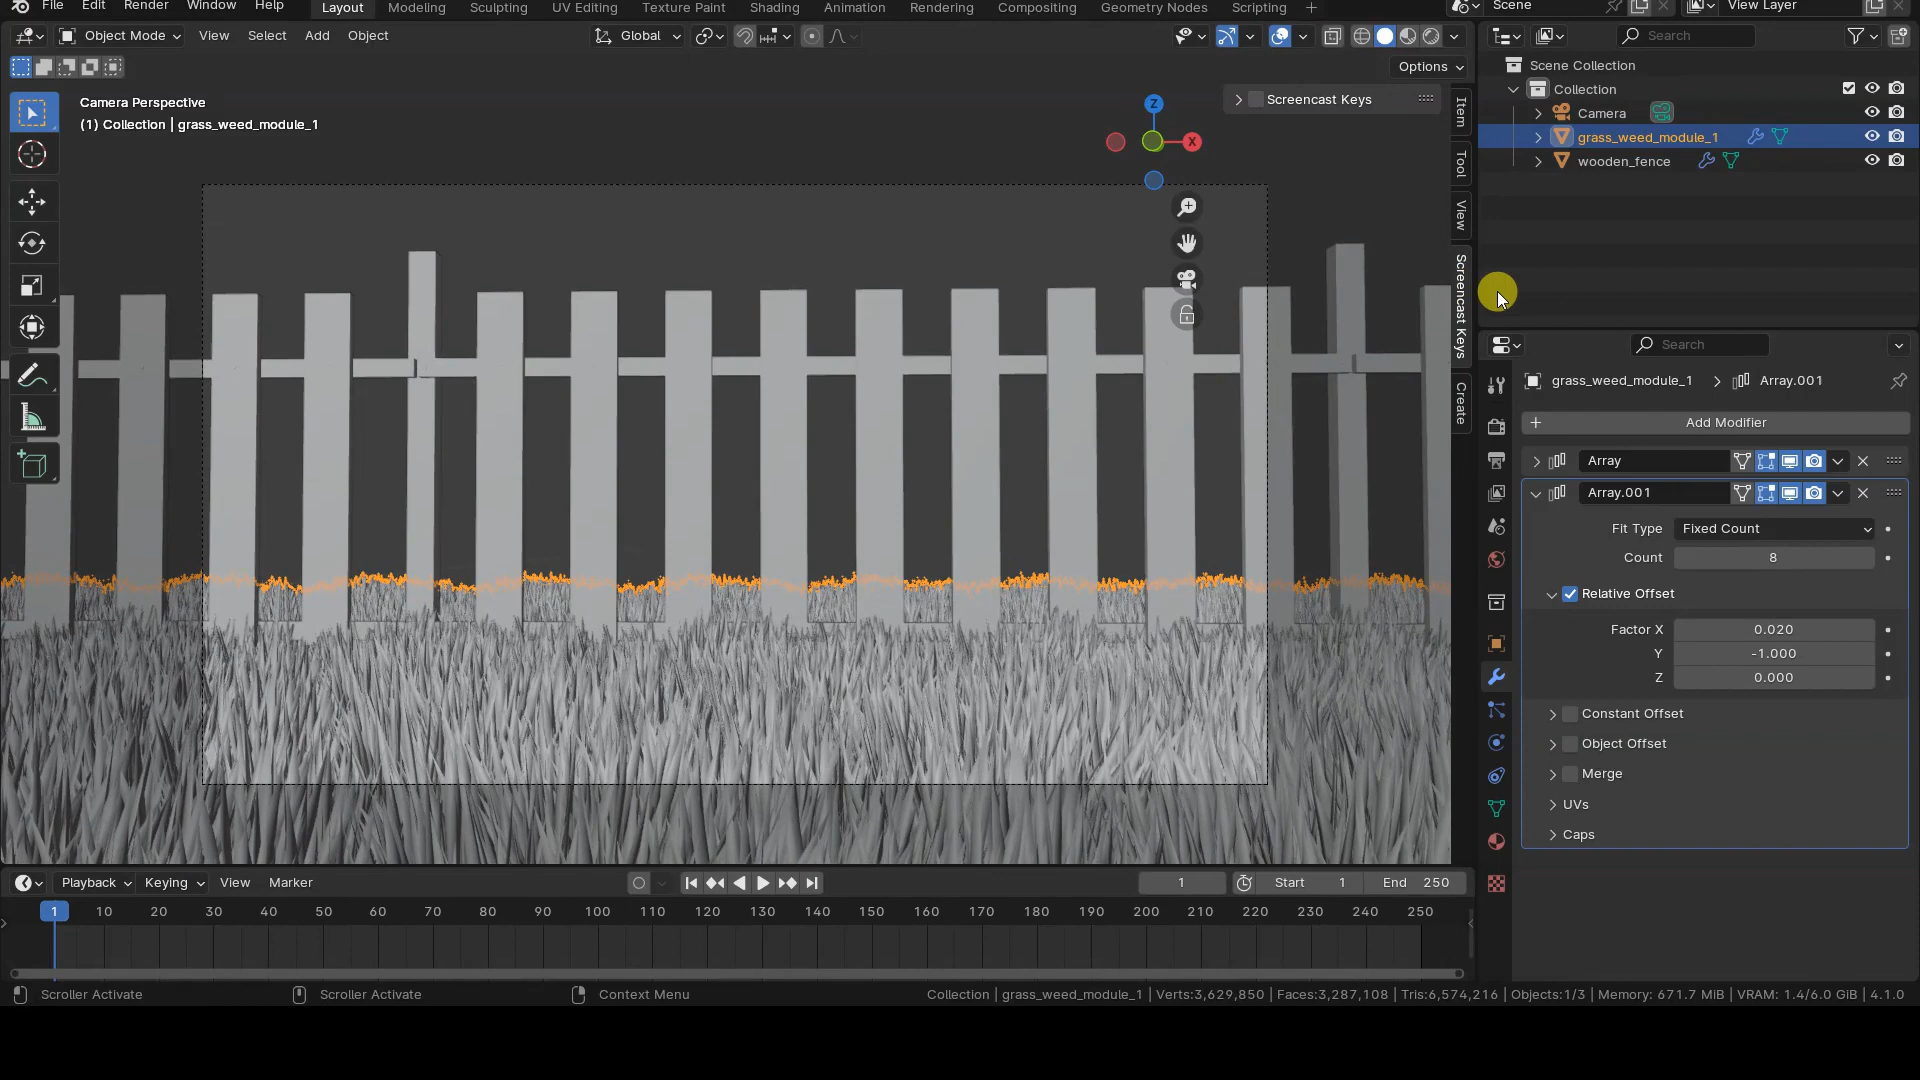 File Edit Render Window Help Layout Modeling Sculpting UV Editing Texture Paint Shading Animation Rendering Compositing Geometry Nodes Scripting Scene View Layer
Object Mode View Select Add Object Global Search
Options
Camera Perspective
(1) Collection | grass_weed_module_1
Screencast Keys
Z
X
Item
Tool
View
Screencast Keys
Create
Scene Collection
Collection
Camera
grass_weed_module_1
wooden_fence
Search
grass_weed_module_1 Array.001
Add Modifier
Array
Array.001
Fit Type Fixed Count
Count 8
Relative Offset
Factor X 0.020
Y -1.000
Z 0.000
Constant Offset
Object Offset
Merge
UVs
Caps
Playback Keying View Marker 1 Start 1 End 250
1 10 20 30 40 50 60 70 80 90 100 110 120 130 140 150 160 170 180 190 200 210 220 230 240 250
Scroller Activate Scroller Activate Context Menu Collection | grass_weed_module_1 | Verts:3,629,850 | Faces:3,287,108 | Tris:6,574,216 | Objects:1/3 | Memory: 671.7 MiB | VRAM: 1.4/6.0 GiB | 4.1.0